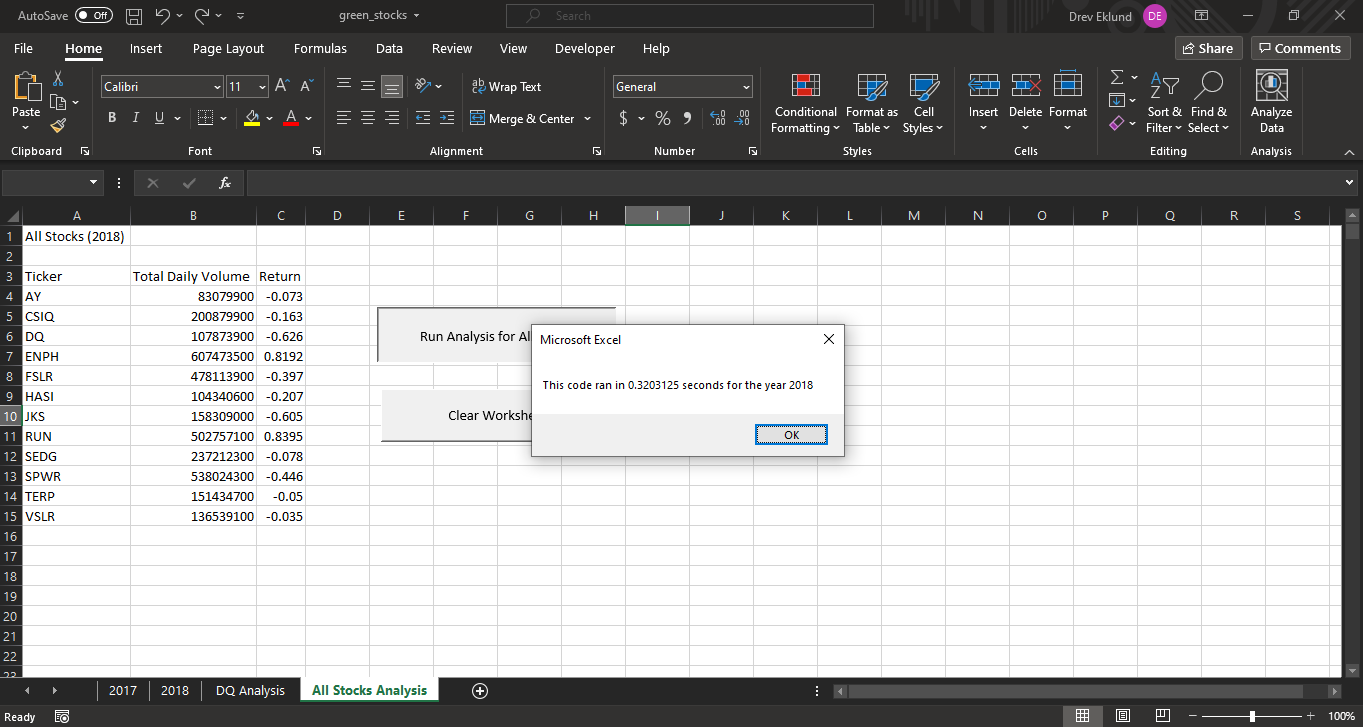 AutoSave Off green_stocks Search Drev Eklund DE
File Home Insert Page Layout Formulas Data Review View Developer Help Share Comments
Calibri 11 Wrap Text General
Paste B I U A Merge & Center $ % Conditional Formatting Format as Table Cell Styles Insert Delete Format Sort & Filter Find & Select Analyze Data
Clipboard Font Alignment Number Styles Cells Editing Analysis
fx
A B C D E F G H I J K L M N O P Q R S
1 All Stocks (2018)
2
3 Ticker Total Daily Volume Return
4 AY 83079900 -0.073
5 CSIQ 200879900 -0.163
6 DQ 107873900 -0.626
7 ENPH 607473500 0.8192
8 FSLR 478113900 -0.397
9 HASI 104340600 -0.207
10 JKS 158309000 -0.605
11 RUN 502757100 0.8395
12 SEDG 237212300 -0.078
13 SPWR 538024300 -0.446
14 TERP 151434700 -0.05
15 VSLR 136539100 -0.035
16
17
18
19
20
21
22
23
Run Analysis for Al
Clear Workshe
Microsoft Excel
This code ran in 0.3203125 seconds for the year 2018
OK
2017 2018 DQ Analysis All Stocks Analysis
Ready 100%